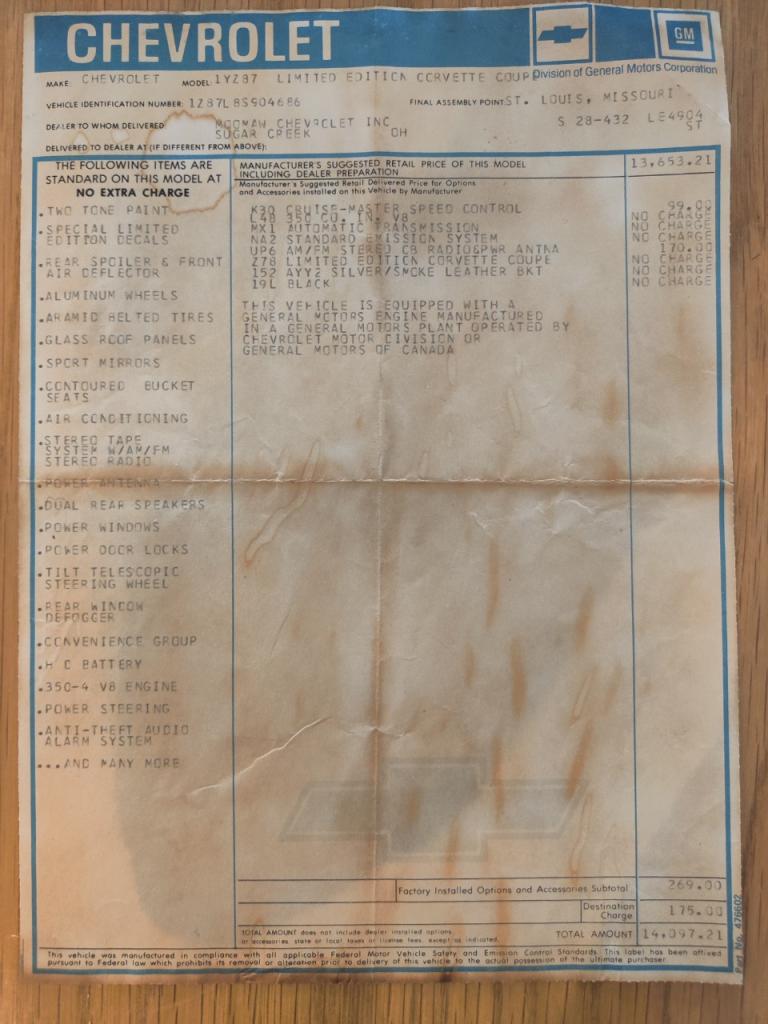 CHEVROLET
GM
MAKE: CHEVROLET MODEL 1YZ87 LIMITED EDITICN CCRVETTE COUP Division of General Motors Corporation
VEHICLE IDENTIFICATION NUMBER: 1Z87L8S904686 FINAL ASSEMBLY POINT: ST. LOUIS, MISSOURI
DEALER TO WHOM DELIVERED: MOOMAW CHEVROLET INC S 28-432 LE4904
SUGAR CREEK OH ST
DELIVERED TO DEALER AT (IF DIFFERENT FROM ABOVE):
THE FOLLOWING ITEMS ARE
STANDARD ON THIS MODEL AT
NO EXTRA CHARGE
.TWO TONE PAINT
.SPECIAL LIMITED
EDITION DECALS
.REAR SPOILER & FRONT
AIR DEFLECTOR
.ALUMINUM WHEELS
.ARAMID BELTED TIRES
.GLASS ROOF PANELS
.SPORT MIRRORS
.CONTOURED BUCKET
SEATS
.AIR CONDITIONING
.STEREO TAPE
SYSTEM W/AM/FM
STEREO RADIO
.POWER ANTENNA
.DUAL REAR SPEAKERS
.POWER WINDOWS
.POWER DOOR LOCKS
.TILT TELESCOPIC
STEERING WHEEL
.REAR WINDOW
DEFOGGER
.CONVENIENCE GROUP
.H D BATTERY
.350-4 V8 ENGINE
.POWER STEERING
.ANTI-THEFT AUDIO
ALARM SYSTEM
...AND MANY MORE
MANUFACTURER'S SUGGESTED RETAIL PRICE OF THIS MODEL 13,653.21
INCLUDING DEALER PREPARATION
Manufacturer's Suggested Retail Delivered Price for Options
and Accessories Installed on this Vehicle by Manufacturer
K30 CRUISE-MASTER SPEED CONTROL 99.00
L48 350 CU. IN. V8 NO CHARGE
MX1 AUTOMATIC TRANSMISSION NO CHARGE
NA2 STANDARD EMISSION SYSTEM NO CHARGE
UP6 AM/FM STEREO CB RADIO&PWR ANTNA 170.00
Z78 LIMITED EDITION CORVETTE COUPE NO CHARGE
152 AYYZ SILVER/SMOKE LEATHER BKT NO CHARGE
19L BLACK NO CHARGE
THIS VEHICLE IS EQUIPPED WITH A
GENERAL MOTORS ENGINE MANUFACTURED
IN A GENERAL MOTORS PLANT OPERATED BY
CHEVROLET MOTOR DIVISION OR
GENERAL MOTORS OF CANADA
Factory Installed Options and Accessories Subtotal 269.00
Destination
Charge 175.00
TOTAL AMOUNT does not include dealer installed options
or accessories, state or local taxes or license fees, except as indicated. TOTAL AMOUNT 14,097.21
This vehicle was manufactured in compliance with all applicable Federal Motor Vehicle Safety and Emission Control Standards. This label has been affixed
pursuant to Federal law which prohibits its removal or alteration prior to delivery of this vehicle to the actual possession of the ultimate purchaser.
Part No. 476602